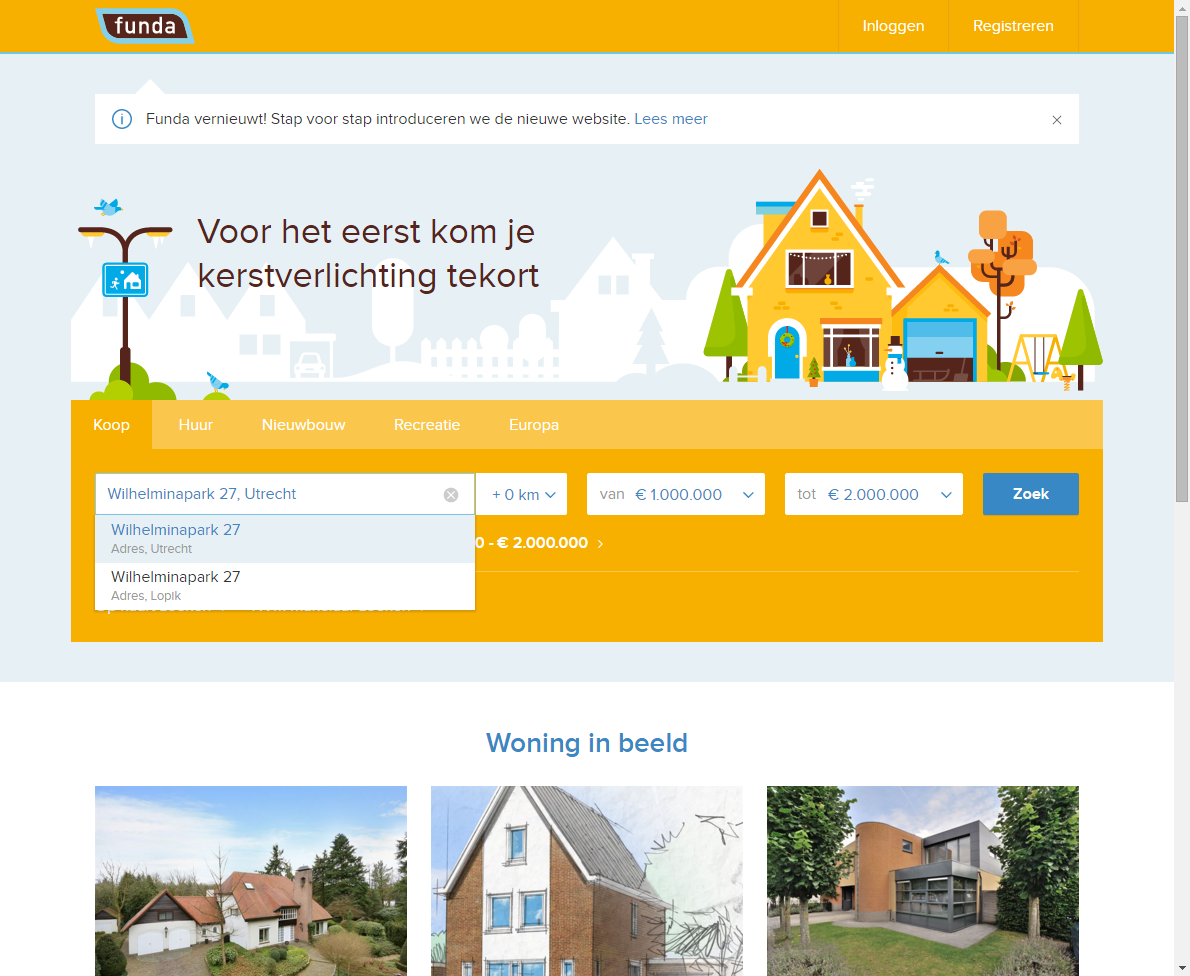 funda
Inloggen
Registreren
Funda vernieuwt! Stap voor stap introduceren we de nieuwe website. Lees meer
Voor het eerst kom je
kerstverlichting tekort
Koop
Huur
Nieuwbouw
Recreatie
Europa
Wilhelminapark 27, Utrecht
+ 0 km
van € 1.000.000
tot € 2.000.000
Zoek
Wilhelminapark 27
Adres, Utrecht
0 - € 2.000.000
Wilhelminapark 27
Adres, Lopik
Woning in beeld